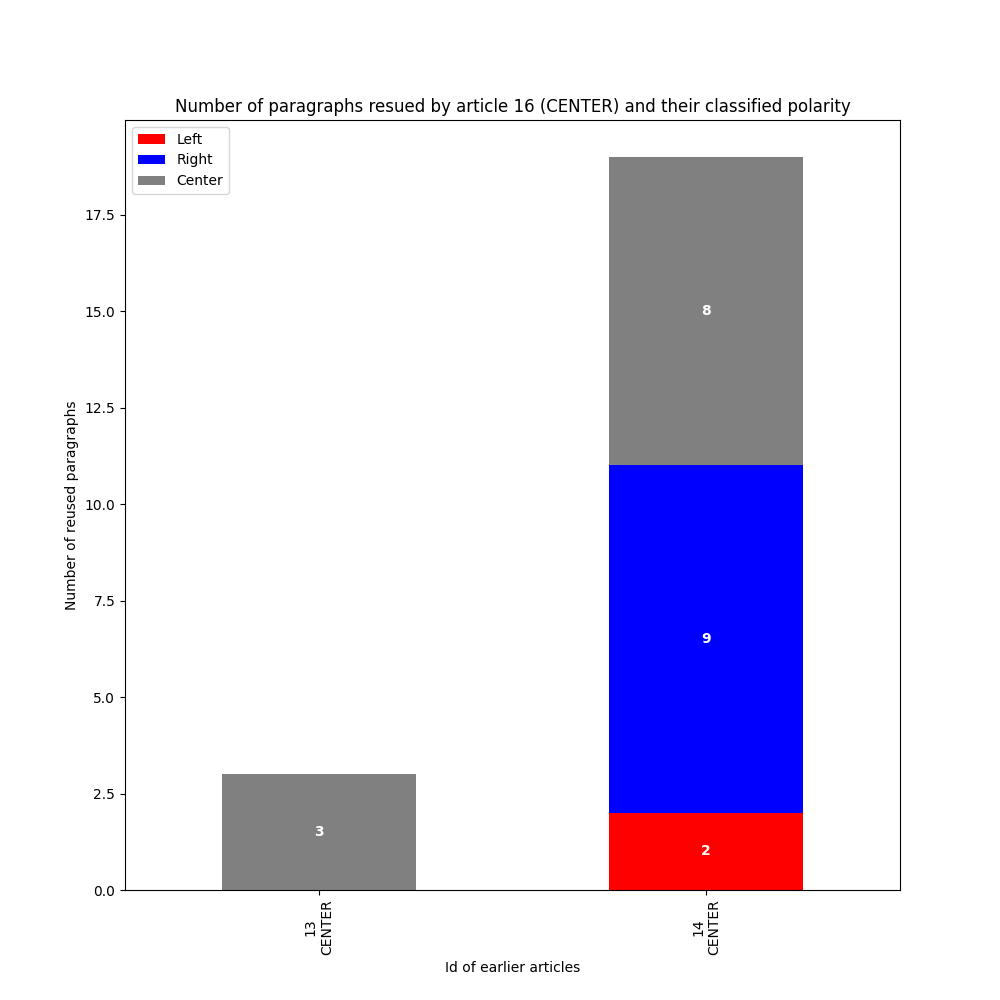 Number of paragraphs resued by article 16 (CENTER) and their classified polarity
Left
Right
Center
17.5
15.0
12.5
10.0
7.5
5.0
2.5
0.0
Number of reused paragraphs
8
9
3
2
13
CENTER
14
CENTER
Id of earlier articles